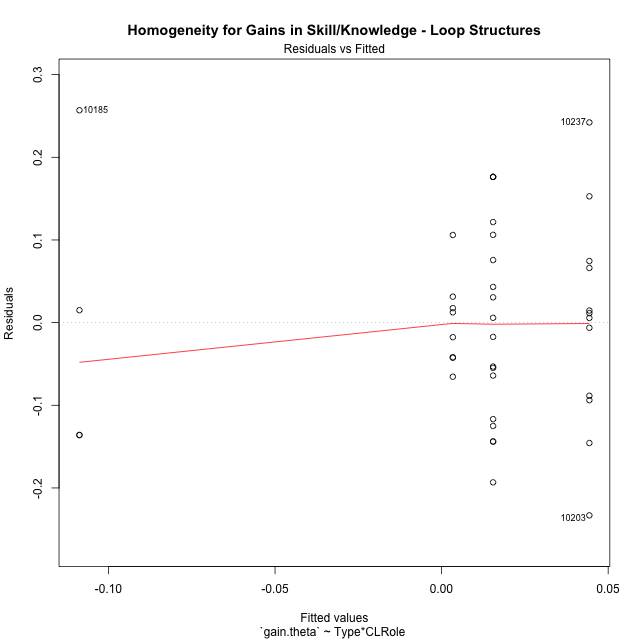 Homogeneity for Gains in Skill/Knowledge - Loop Structures
Residuals vs Fitted
0.3
0.2
0.1
0.0
-0.1
-0.2
Residuals
10185
10237
10203
-0.10
-0.05
0.00
0.05
Fitted values
`gain.theta` ~ Type*CLRole